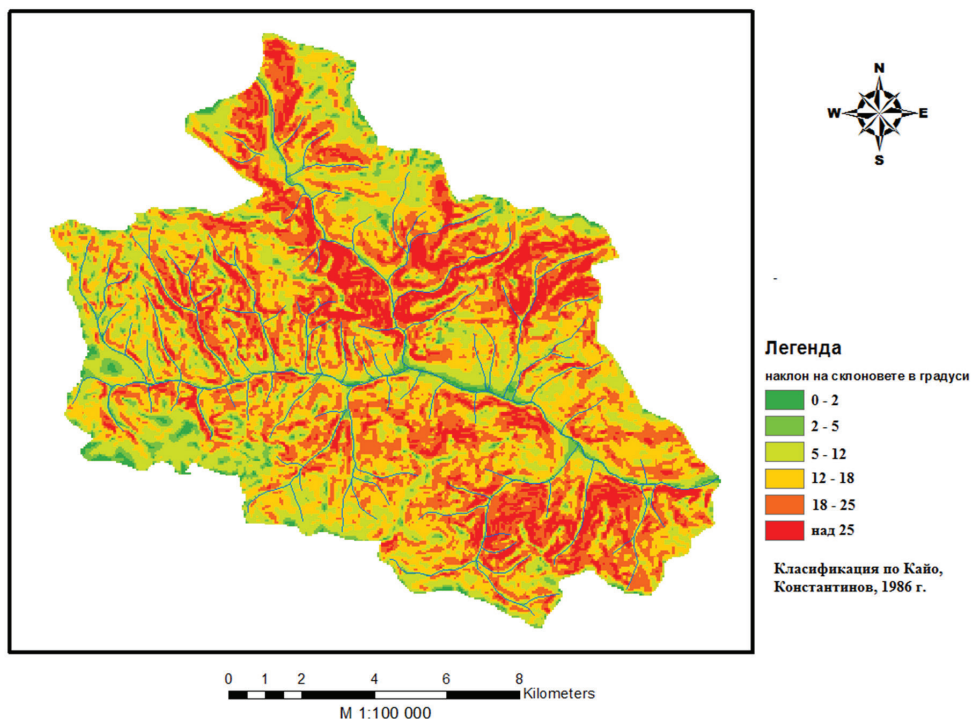 N
W E
S
-
Легенда
наклон на склоновете в градуси
0 - 2
2 - 5
5 - 12
12 - 18
18 - 25
над 25
Класификация по Кайо,
Константинов, 1986 г.
0 1 2 4 6 8
Kilometers
М 1:100 000